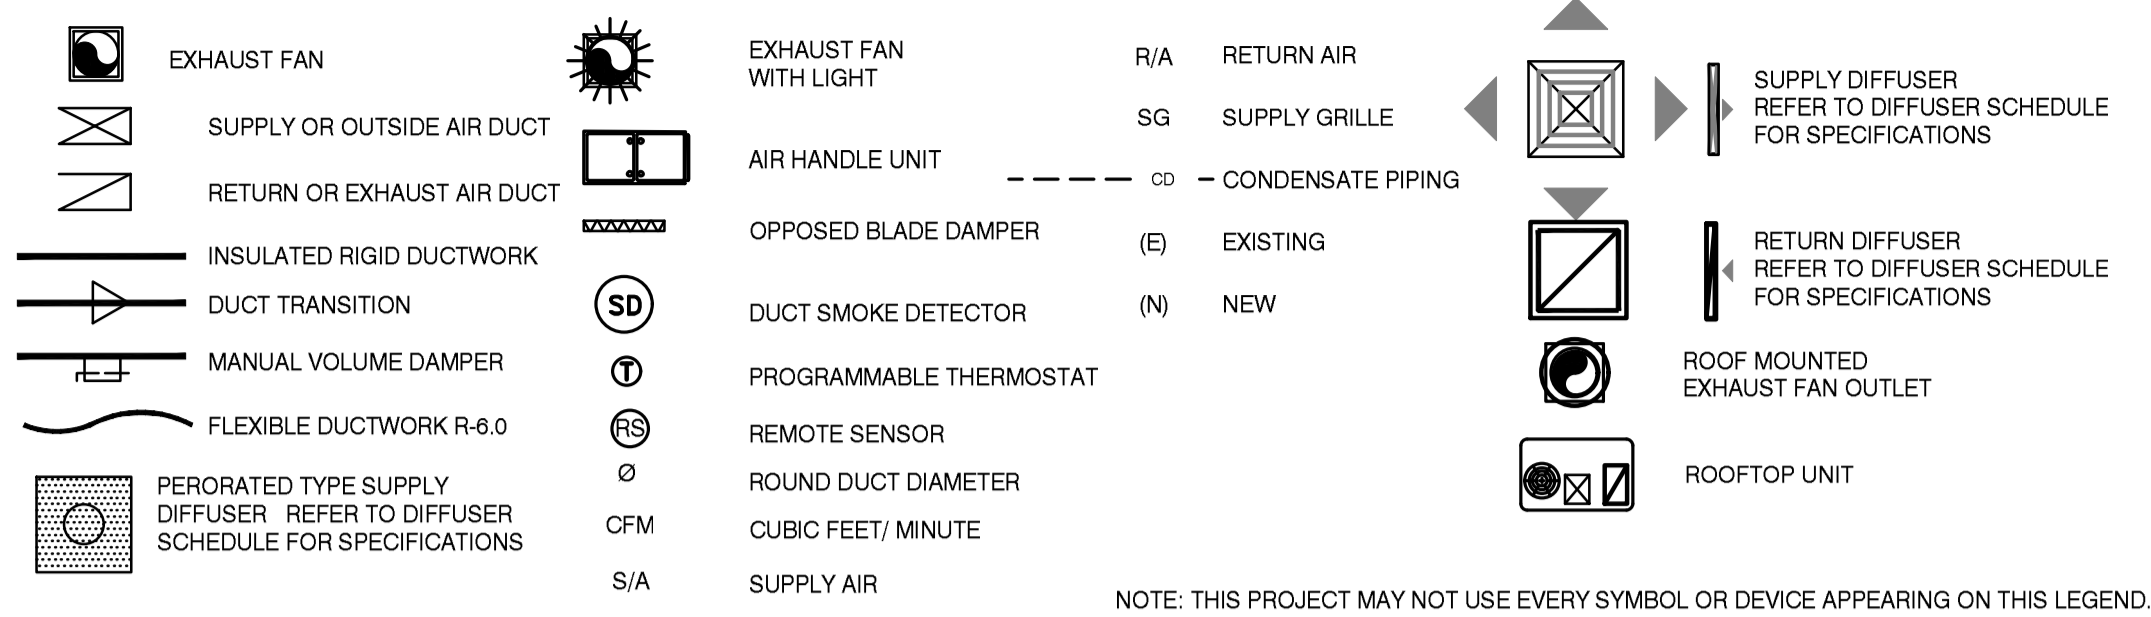 EXHAUST FAN
SUPPLY OR OUTSIDE AIR DUCT
RETURN OR EXHAUST AIR DUCT
INSULATED RIGID DUCTWORK
DUCT TRANSITION
MANUAL VOLUME DAMPER
FLEXIBLE DUCTWORK R-6.0
PERORATED TYPE SUPPLY
DIFFUSER REFER TO DIFFUSER
SCHEDULE FOR SPECIFICATIONS
EXHAUST FAN
WITH LIGHT
AIR HANDLE UNIT
OPPOSED BLADE DAMPER
SD DUCT SMOKE DETECTOR
T PROGRAMMABLE THERMOSTAT
RS REMOTE SENSOR
Ø ROUND DUCT DIAMETER
CFM CUBIC FEET/ MINUTE
S/A SUPPLY AIR
R/A RETURN AIR
SG SUPPLY GRILLE
CD CONDENSATE PIPING
(E) EXISTING
(N) NEW
SUPPLY DIFFUSER
REFER TO DIFFUSER SCHEDULE
FOR SPECIFICATIONS
RETURN DIFFUSER
REFER TO DIFFUSER SCHEDULE
FOR SPECIFICATIONS
ROOF MOUNTED
EXHAUST FAN OUTLET
ROOFTOP UNIT
NOTE: THIS PROJECT MAY NOT USE EVERY SYMBOL OR DEVICE APPEARING ON THIS LEGEND.